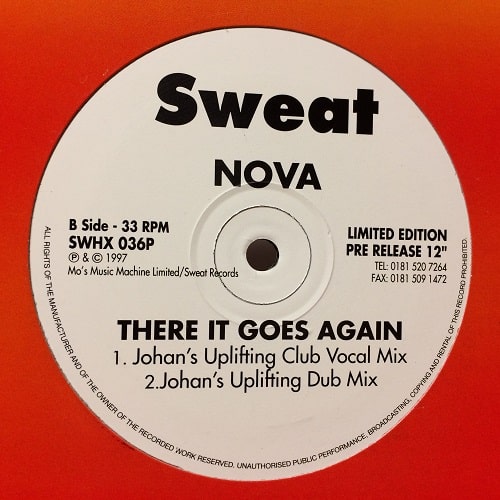 Sweat
NOVA
B Side - 33 RPM
SWHX 036P
℗ & © 1997
Mo's Music Machine Limited/Sweat Records
LIMITED EDITION
PRE RELEASE 12"
TEL: 0181 520 7264
FAX: 0181 509 1472
THERE IT GOES AGAIN
1. Johan's Uplifting Club Vocal Mix
2.Johan's Uplifting Dub Mix
ALL RIGHTS OF THE MANUFACTURER AND OF THE OWNER OF THE RECORDED WORK RESERVED. UNAUTHORISED PUBLIC PERFORMANCE, BROADCASTING, COPYING AND RENTAL OF THIS RECORD PROHIBITED.